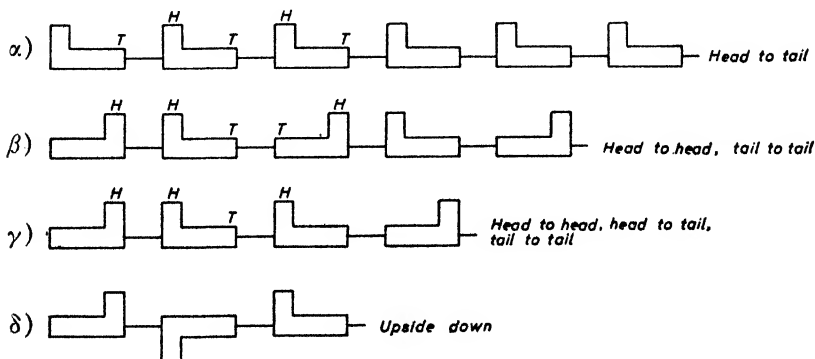 H H
α) T T T Head to tail
H H H
β) T T Head to head, tail to tail
H H H
γ) T Head to head, head to tail,
tail to tail
δ) Upside down